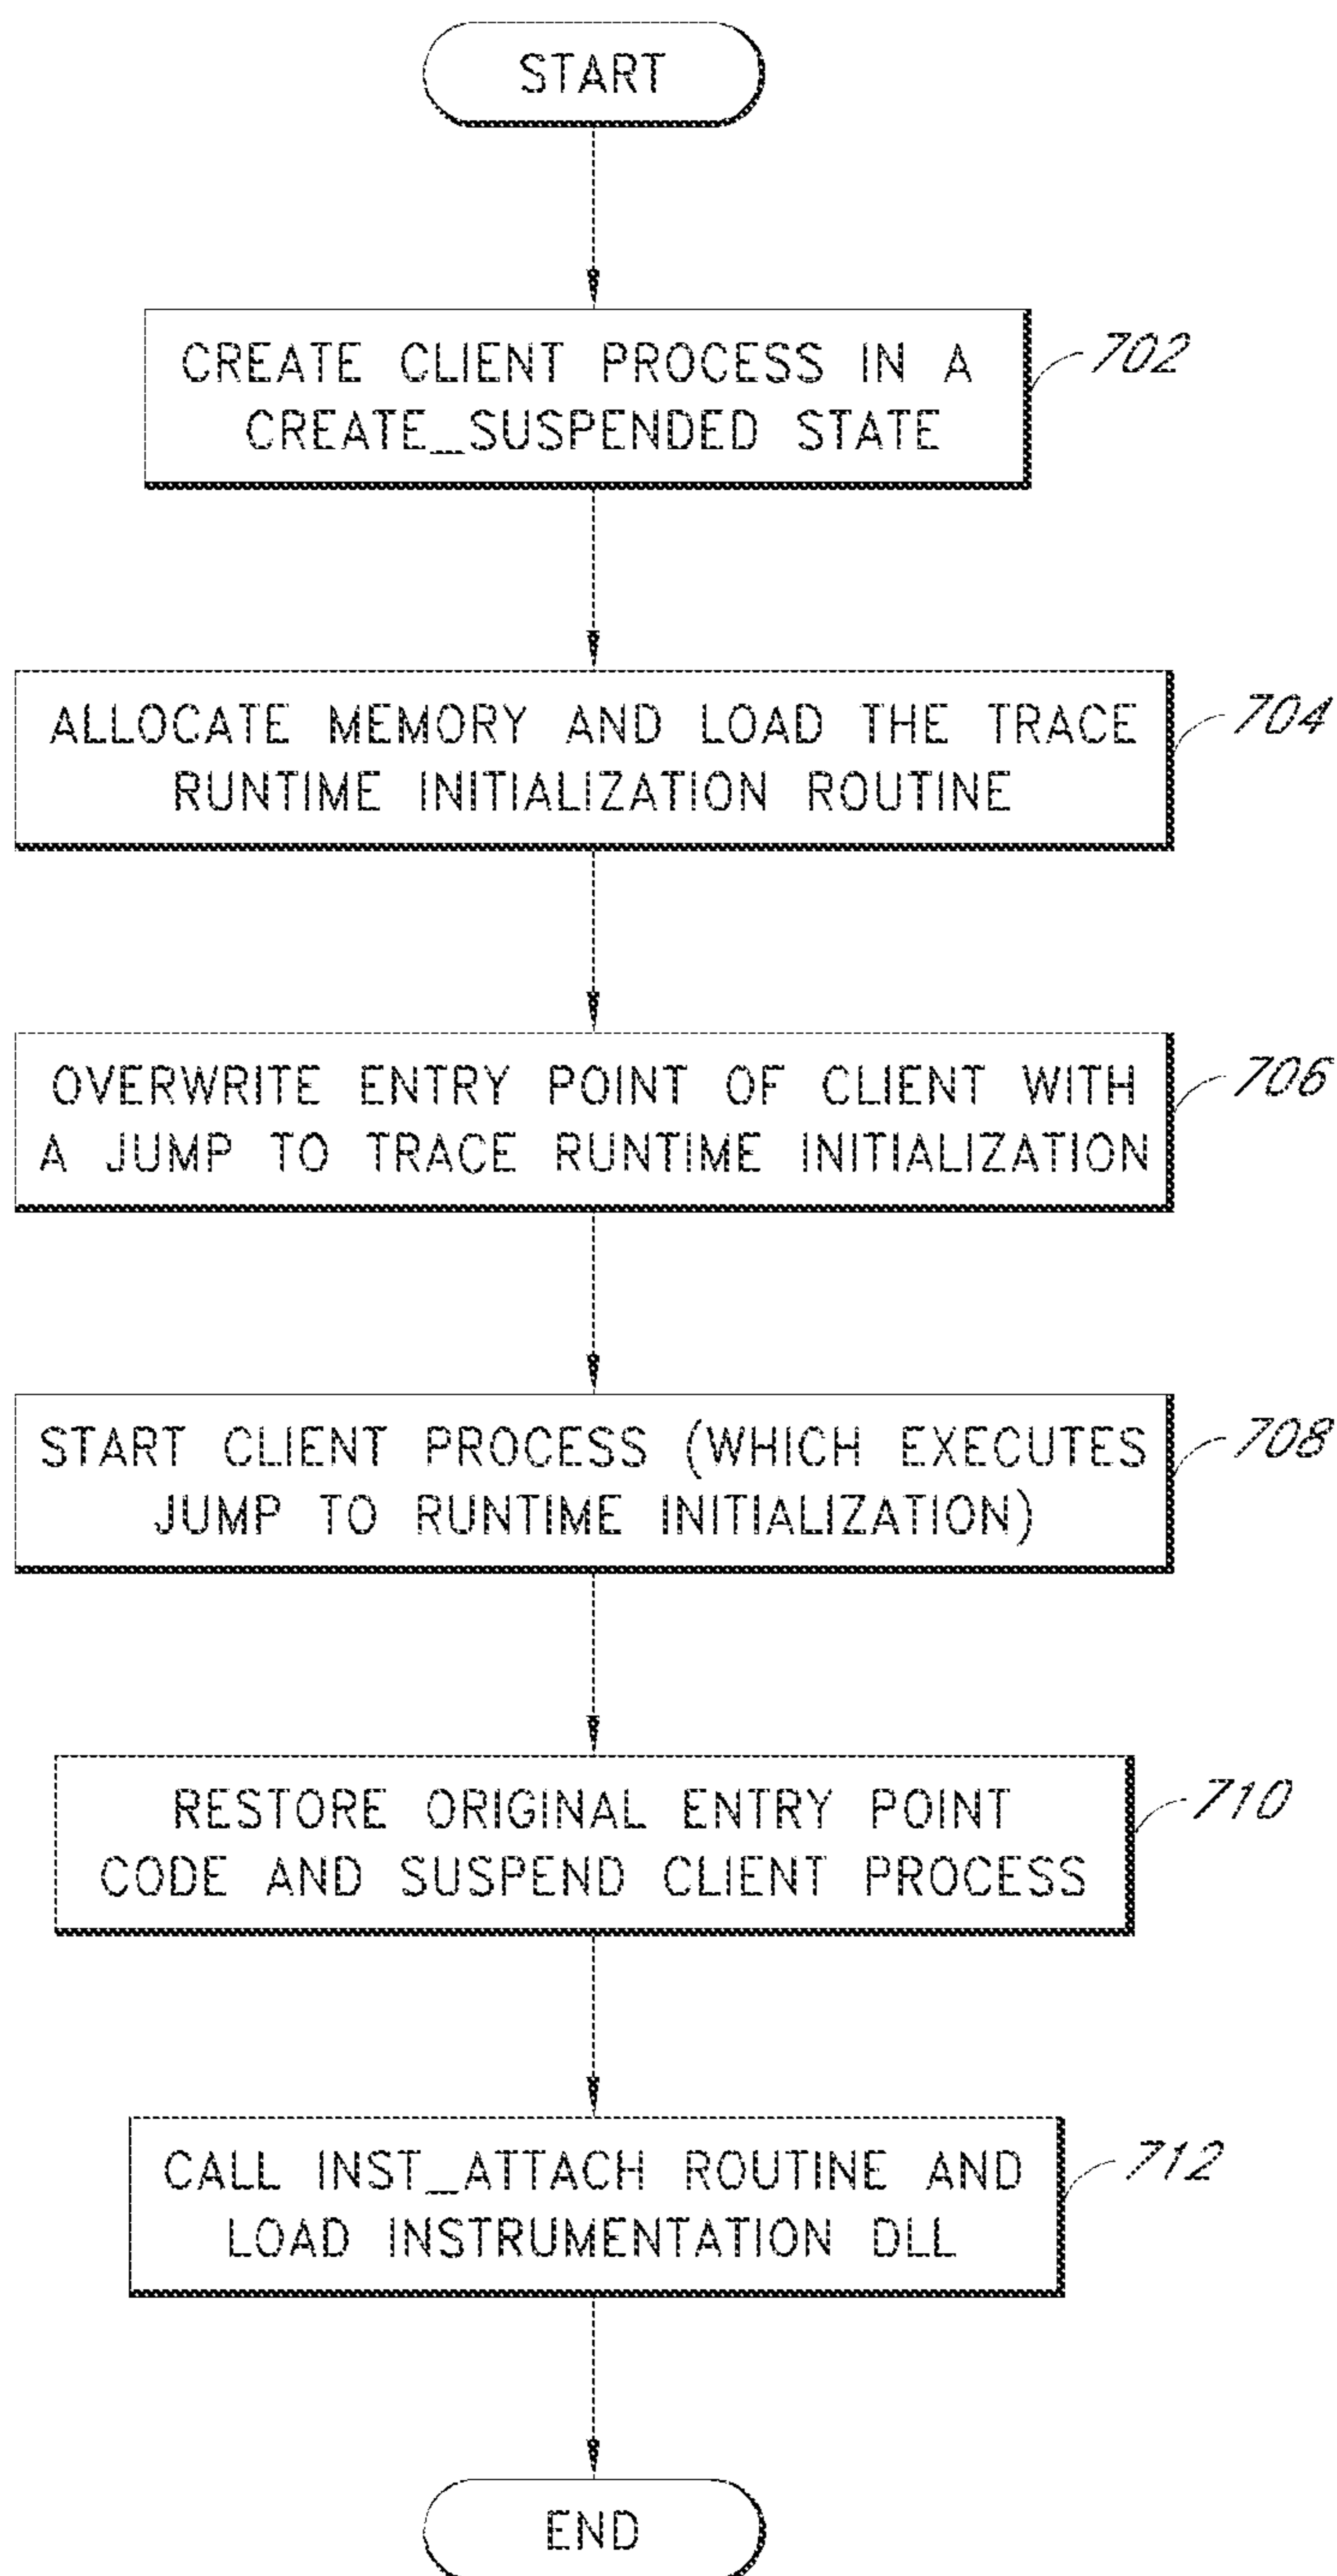 START
CREATE CLIENT PROCESS IN A
CREATE_SUSPENDED STATE
702
ALLOCATE MEMORY AND LOAD THE TRACE
RUNTIME INITIALIZATION ROUTINE
704
OVERWRITE ENTRY POINT OF CLIENT WITH
A JUMP TO TRACE RUNTIME INITIALIZATION
706
START CLIENT PROCESS (WHICH EXECUTES
JUMP TO RUNTIME INITIALIZATION)
708
RESTORE ORIGINAL ENTRY POINT
CODE AND SUSPEND CLIENT PROCESS
710
CALL INST_ATTACH ROUTINE AND
LOAD INSTRUMENTATION DLL
712
END